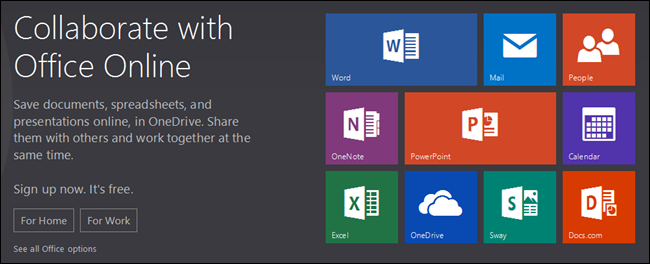 Collaborate with
Office Online
Save documents, spreadsheets, and
presentations online, in OneDrive. Share
them with others and work together at the
same time.
Sign up now. It's free.
For Home For Work
See all Office options
W
Word Mail People
N P
OneNote PowerPoint Calendar
X S D
Excel OneDrive Sway Docs.com